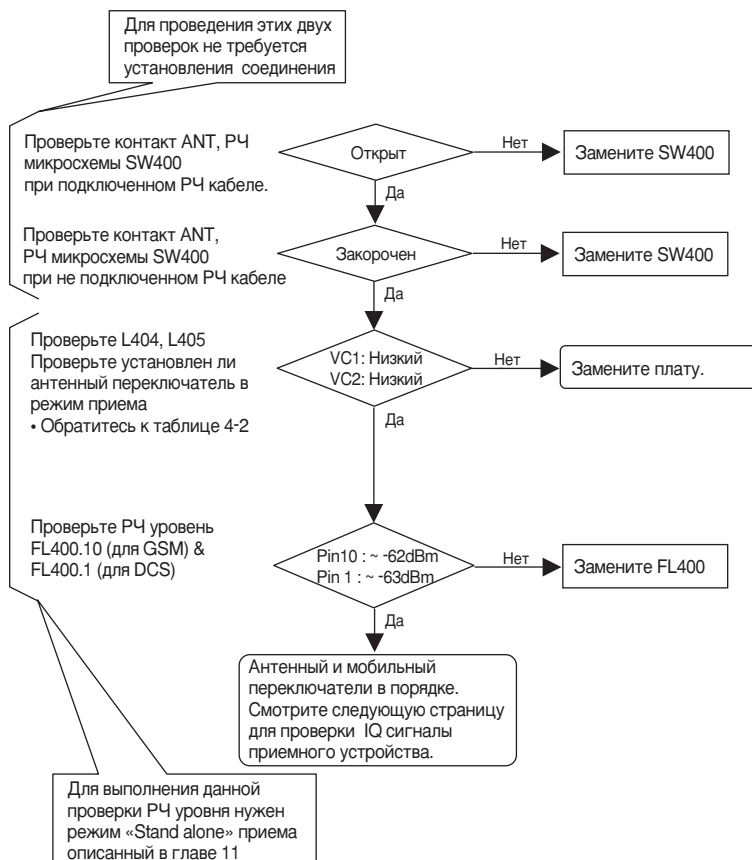 Для проведения этих двух
проверок не требуется
установления соединения
Проверьте контакт ANT, РЧ
микросхемы SW400
при подключенном РЧ кабеле.
Открыт
Нет
Замените SW400
Да
Проверьте контакт ANT,
РЧ микросхемы SW400
при не подключенном РЧ кабеле
Закорочен
Нет
Замените SW400
Да
Проверьте L404, L405
Проверьте установлен ли
антенный переключатель в
режим приема
• Обратитесь к таблице 4-2
VC1: Низкий
VC2: Низкий
Нет
Замените плату.
Да
Проверьте РЧ уровень
FL400.10 (для GSM) &
FL400.1 (для DCS)
Pin10 : ~ -62dBm
Pin 1 : ~ -63dBm
Нет
Замените FL400
Да
Антенный и мобильный
переключатели в порядке.
Смотрите следующую страницу
для проверки IQ сигналы
приемного устройства.
Для выполнения данной
проверки РЧ уровня нужен
режим «Stand alone» приема
описанный в главе 11